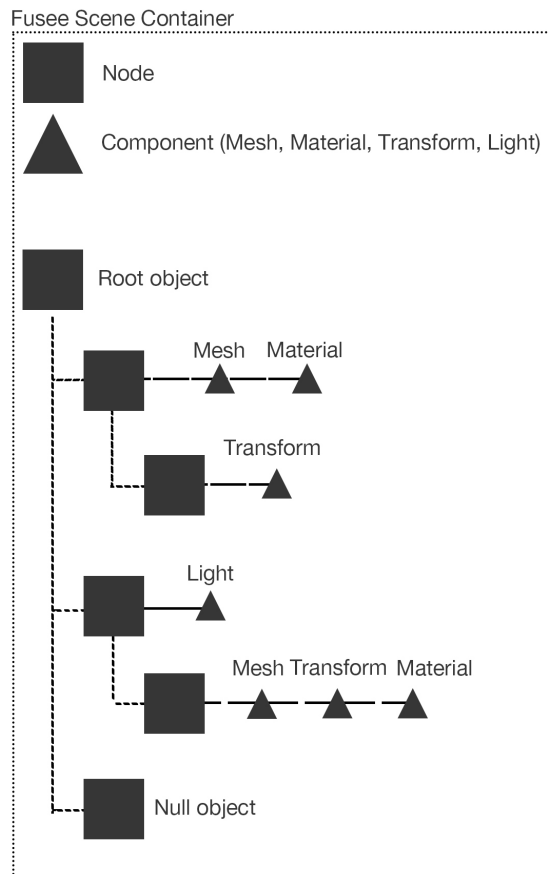 Fusee Scene Container
Node
Component (Mesh, Material, Transform, Light)
Root object
Mesh Material
Transform
Light
Mesh Transform Material
Null object